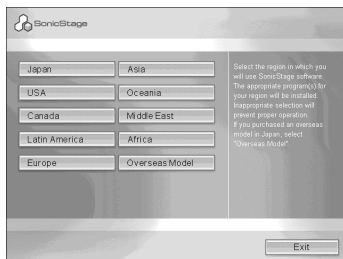 SonicStage
Japan
Asia
USA
Oceania
Canada
Middle East
Latin America
Africa
Europe
Overseas Model
Select the region in which you
will use SonicStage software.
The appropriate program(s) for
your region will be installed.
Inappropriate selection will
prevent proper operation.
If you purchased an overseas
model in Japan, select
"Overseas Model".
Exit